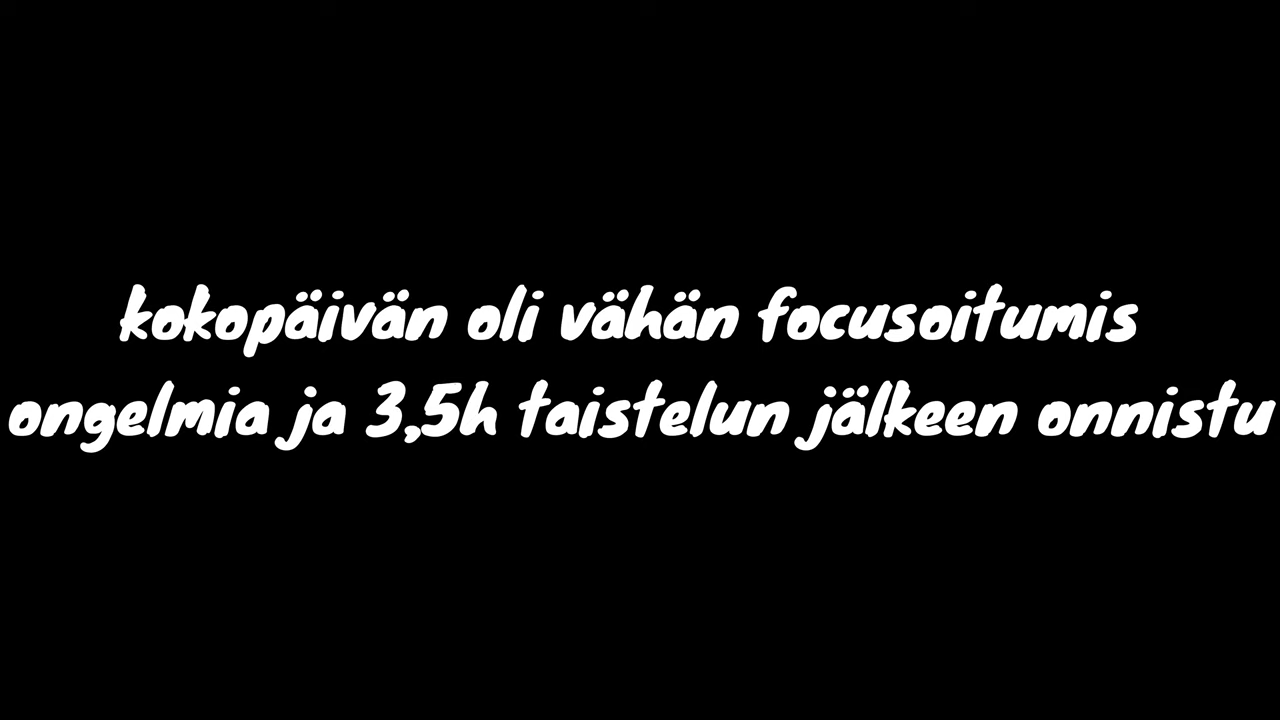 kokopäivän oli vähän focusoitumis
ongelmia ja 3,5h taistelun jälkeen onnistu